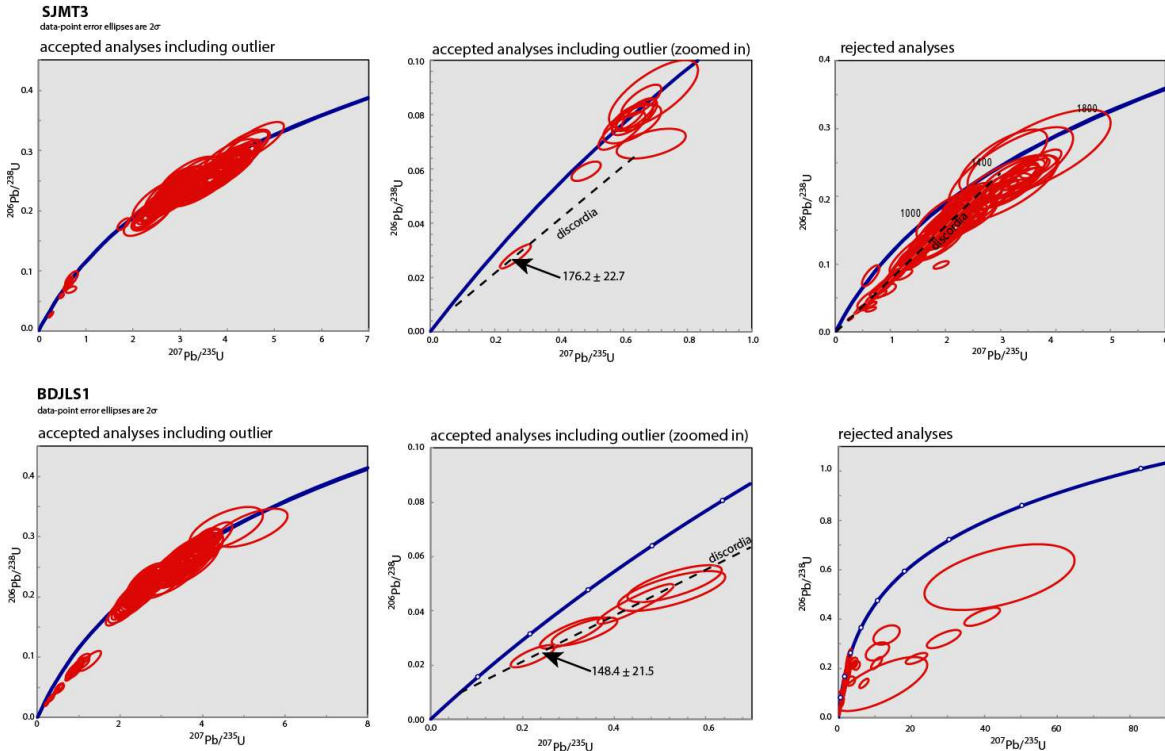 SJMT3
data-point error ellipses are 2σ
accepted analyses including outlier
0.4
0.3
0.2
0.1
0.0
206Pb/238U
0 1 2 3 4 5 6 7
207Pb/235U
accepted analyses including outlier (zoomed in)
0.10
0.08
0.06
0.04
0.02
0.00
206Pb/238U
discordia
176.2 ± 22.7
0.0 0.2 0.4 0.6 0.8 1.0
207Pb/235U
rejected analyses
0.4
0.3
0.2
0.1
0.0
206Pb/238U
1800
1400
1000
discordia
0 1 2 3 4 5 6
207Pb/235U
BDJLS1
data-point error ellipses are 2σ
accepted analyses including outlier
0.4
0.3
0.2
0.1
0.0
206Pb/238U
0 2 4 6 8
207Pb/235U
accepted analyses including outlier (zoomed in)
0.10
0.08
0.06
0.04
0.02
0.00
206Pb/238U
discordia
148.4 ± 21.5
0.0 0.2 0.4 0.6
207Pb/235U
rejected analyses
1.0
0.8
0.6
0.4
0.2
0.0
206Pb/238U
0 20 40 60 80
207Pb/235U